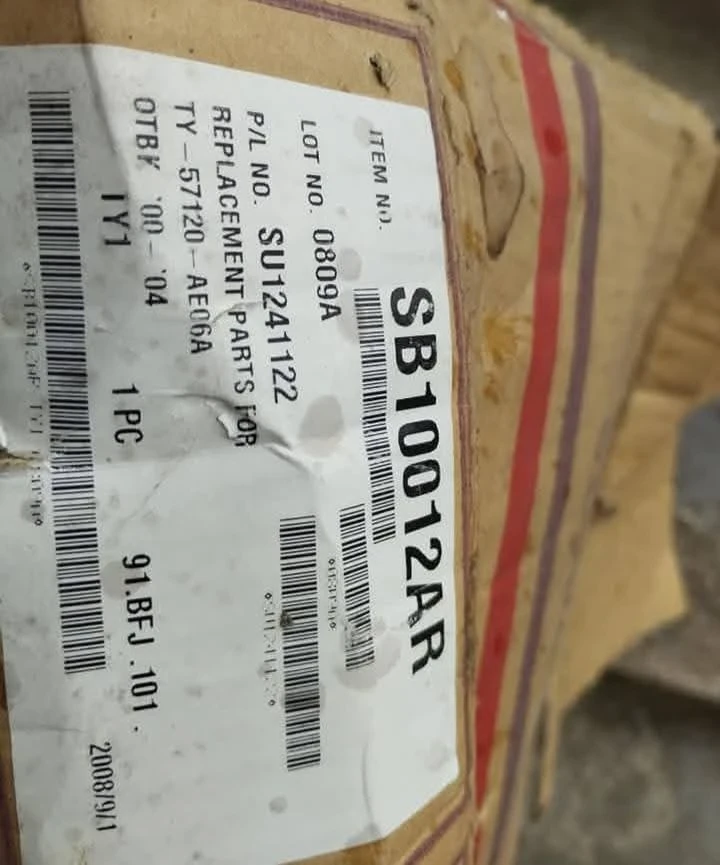 ITEM NO. SB10012AR
LOT NO. 0809A
P/L NO. SU1241122
REPLACEMENT PARTS FOR
TY-57120-AE06A
OTBK '00-'04
TY1 1 PC 91.BFJ.101.
2008/9/1